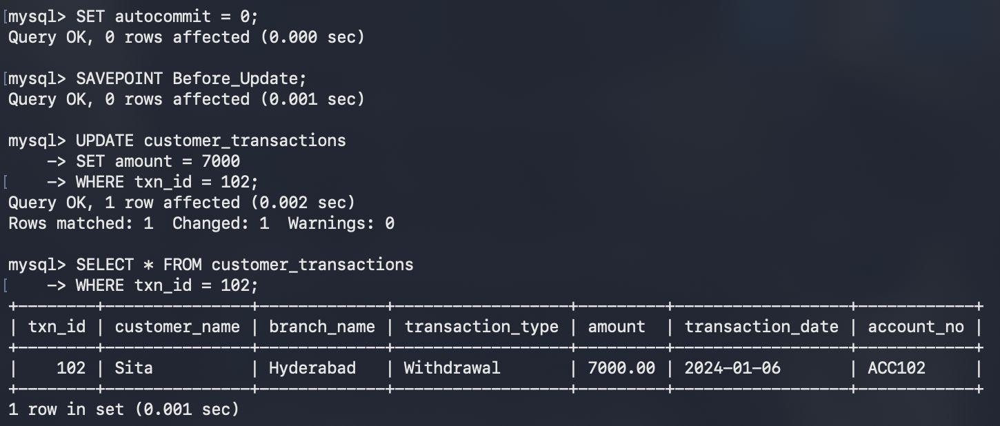 [mysql> SET autocommit = 0;
Query OK, 0 rows affected (0.000 sec)

[mysql> SAVEPOINT Before_Update;
Query OK, 0 rows affected (0.001 sec)

mysql> UPDATE customer_transactions
    -> SET amount = 7000
[    -> WHERE txn_id = 102;
Query OK, 1 row affected (0.002 sec)
Rows matched: 1  Changed: 1  Warnings: 0

mysql> SELECT * FROM customer_transactions
[    -> WHERE txn_id = 102;
+--------+---------------+-------------+------------------+---------+------------------+------------+
| txn_id | customer_name | branch_name | transaction_type | amount  | transaction_date | account_no |
+--------+---------------+-------------+------------------+---------+------------------+------------+
|    102 | Sita          | Hyderabad   | Withdrawal       | 7000.00 | 2024-01-06       | ACC102     |
+--------+---------------+-------------+------------------+---------+------------------+------------+
1 row in set (0.001 sec)